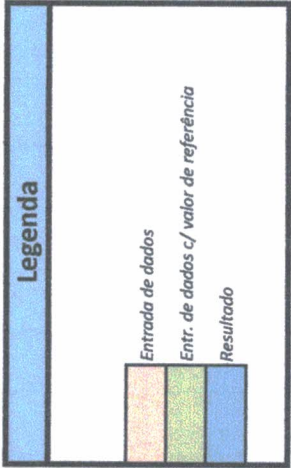 Legenda
Entrada de dados
Entr. de dados c/ valor de referência
Resultado